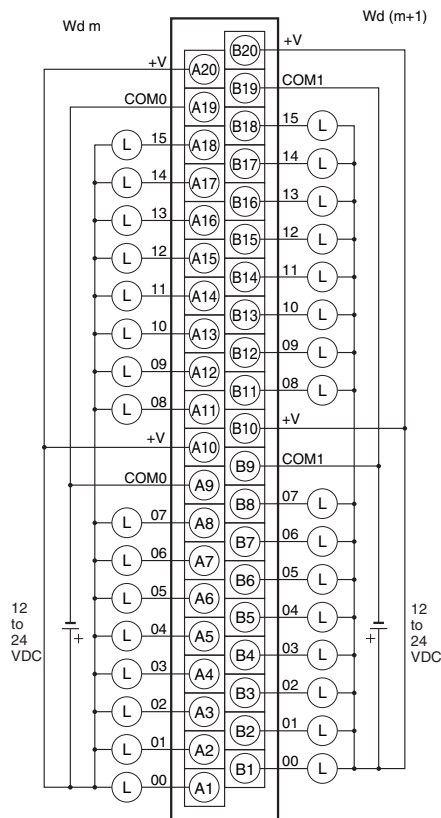 Wd m Wd (m+1)
B20 +V
+V A20
B19 COM1
COM0 A19
B18 15 L
L 15 A18
B17 14 L
L 14 A17
B16 13 L
L 13 A16
B15 12 L
L 12 A15
B14 11 L
L 11 A14
B13 10 L
L 10 A13
B12 09 L
L 09 A12
B11 08 L
L 08 A11
B10 +V
+V A10
B9 COM1
COM0 A9
B8 07 L
L 07 A8
B7 06 L
L 06 A7
B6 05 L
L 05 A6
B5 04 L
L 04 A5
B4 03 L
L 03 A4
B3 02 L
L 02 A3
B2 01 L
L 01 A2
B1 00 L
L 00 A1
12
to
24
VDC
+
12
to
24
VDC
+